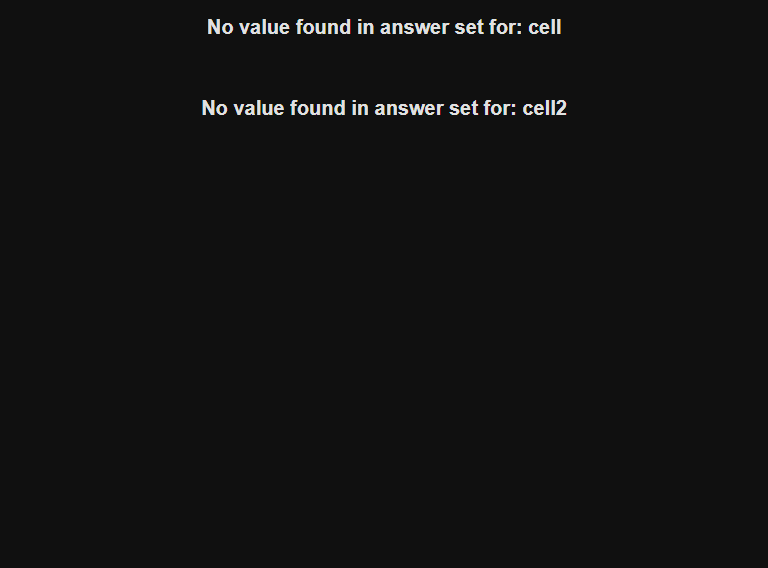 No value found in answer set for: cell
No value found in answer set for: cell2